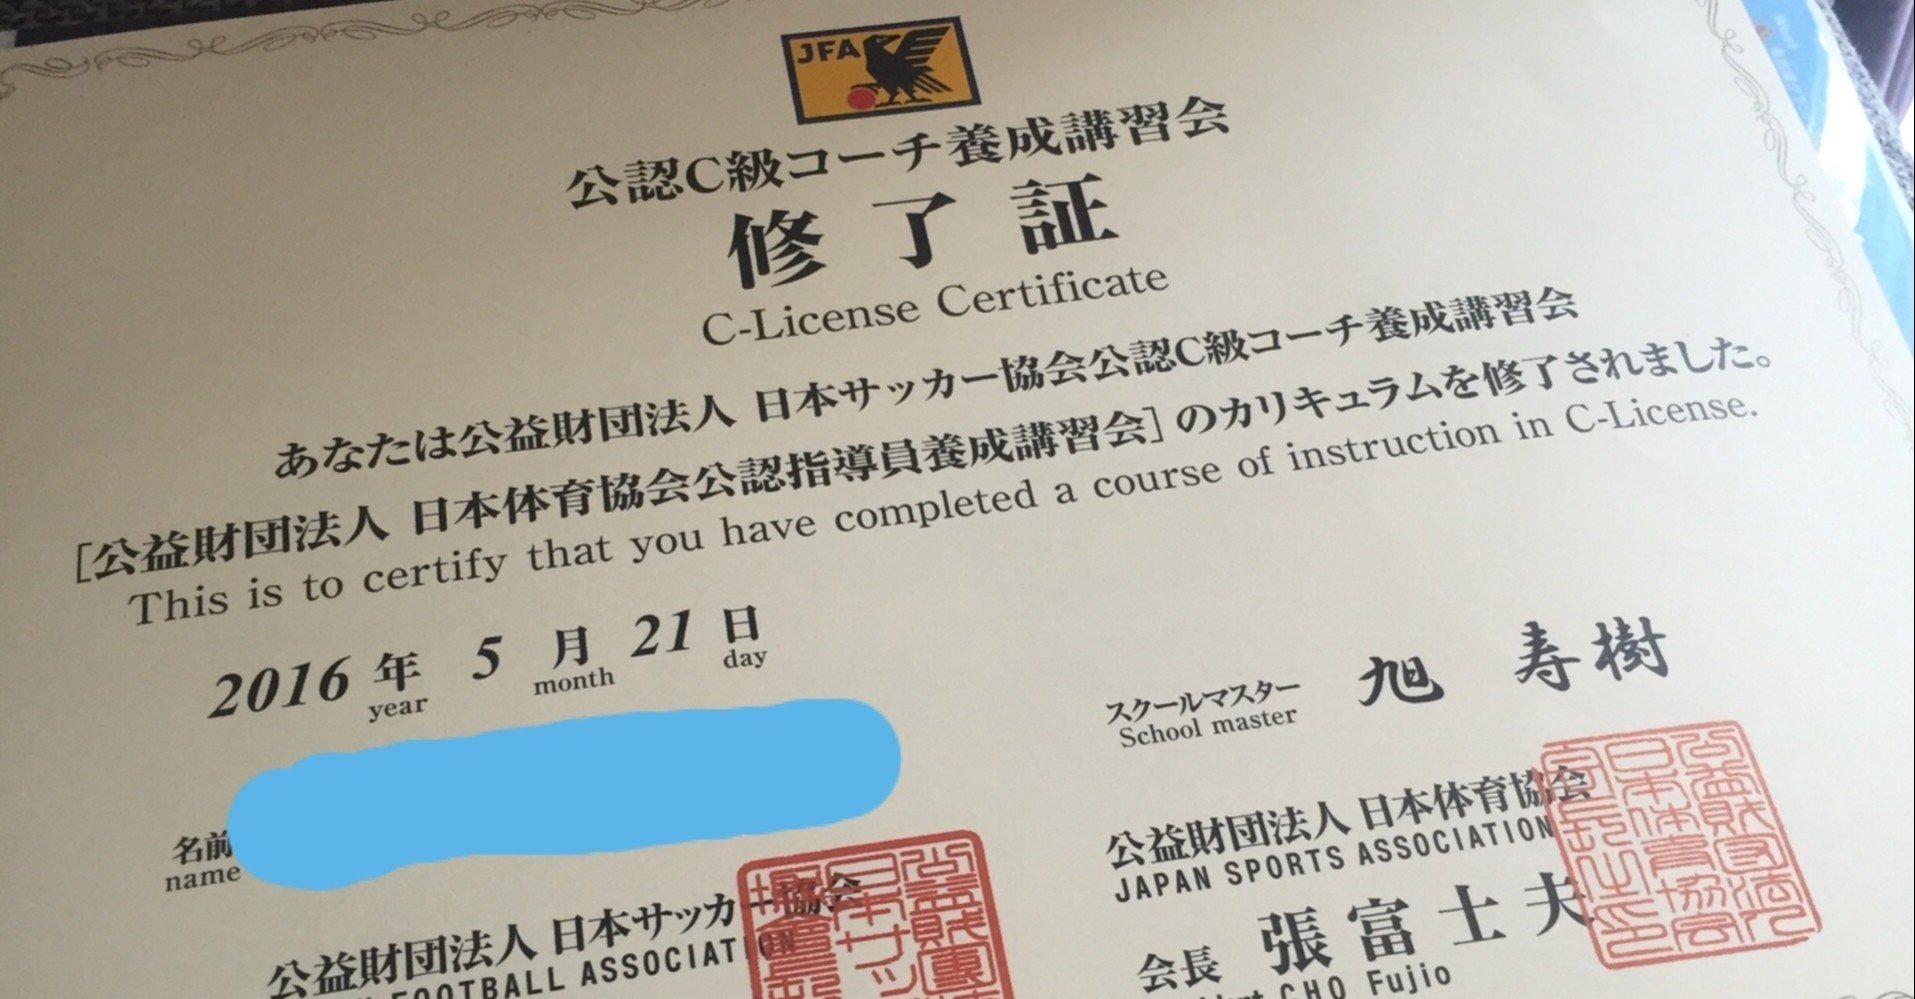 JFA
公認C級コーチ養成講習会
修了証
C-License Certificate
あなたは公益財団法人 日本サッカー協会公認C級コーチ養成講習会
[公益財団法人 日本体育協会公認指導員養成講習会]のカリキュラムを修了されました。
This is to certify that you have completed a course of instruction in C-License.
2016 年 5 月 21 日
year month day
スクールマスター 旭 寿樹
School master
名前
name
公益財団法人 日本サッカー協会
FOOTBALL ASSOCIATION
公益財団法人 日本体育協会
JAPAN SPORTS ASSOCIATION
会長 張富士夫
CHO Fujio